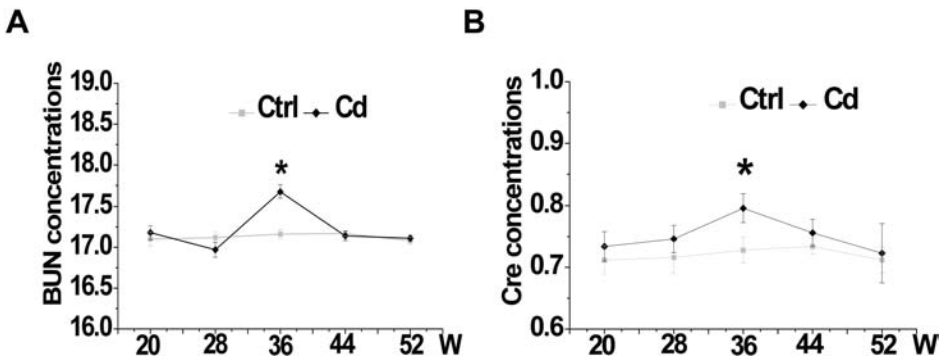 A
BUN concentrations
19.0
18.5
18.0
17.5
17.0
16.5
16.0
Ctrl Cd
*
20 28 36 44 52 W
B
Cre concentrations
1.0
0.9
0.8
0.7
0.6
Ctrl Cd
*
20 28 36 44 52 W